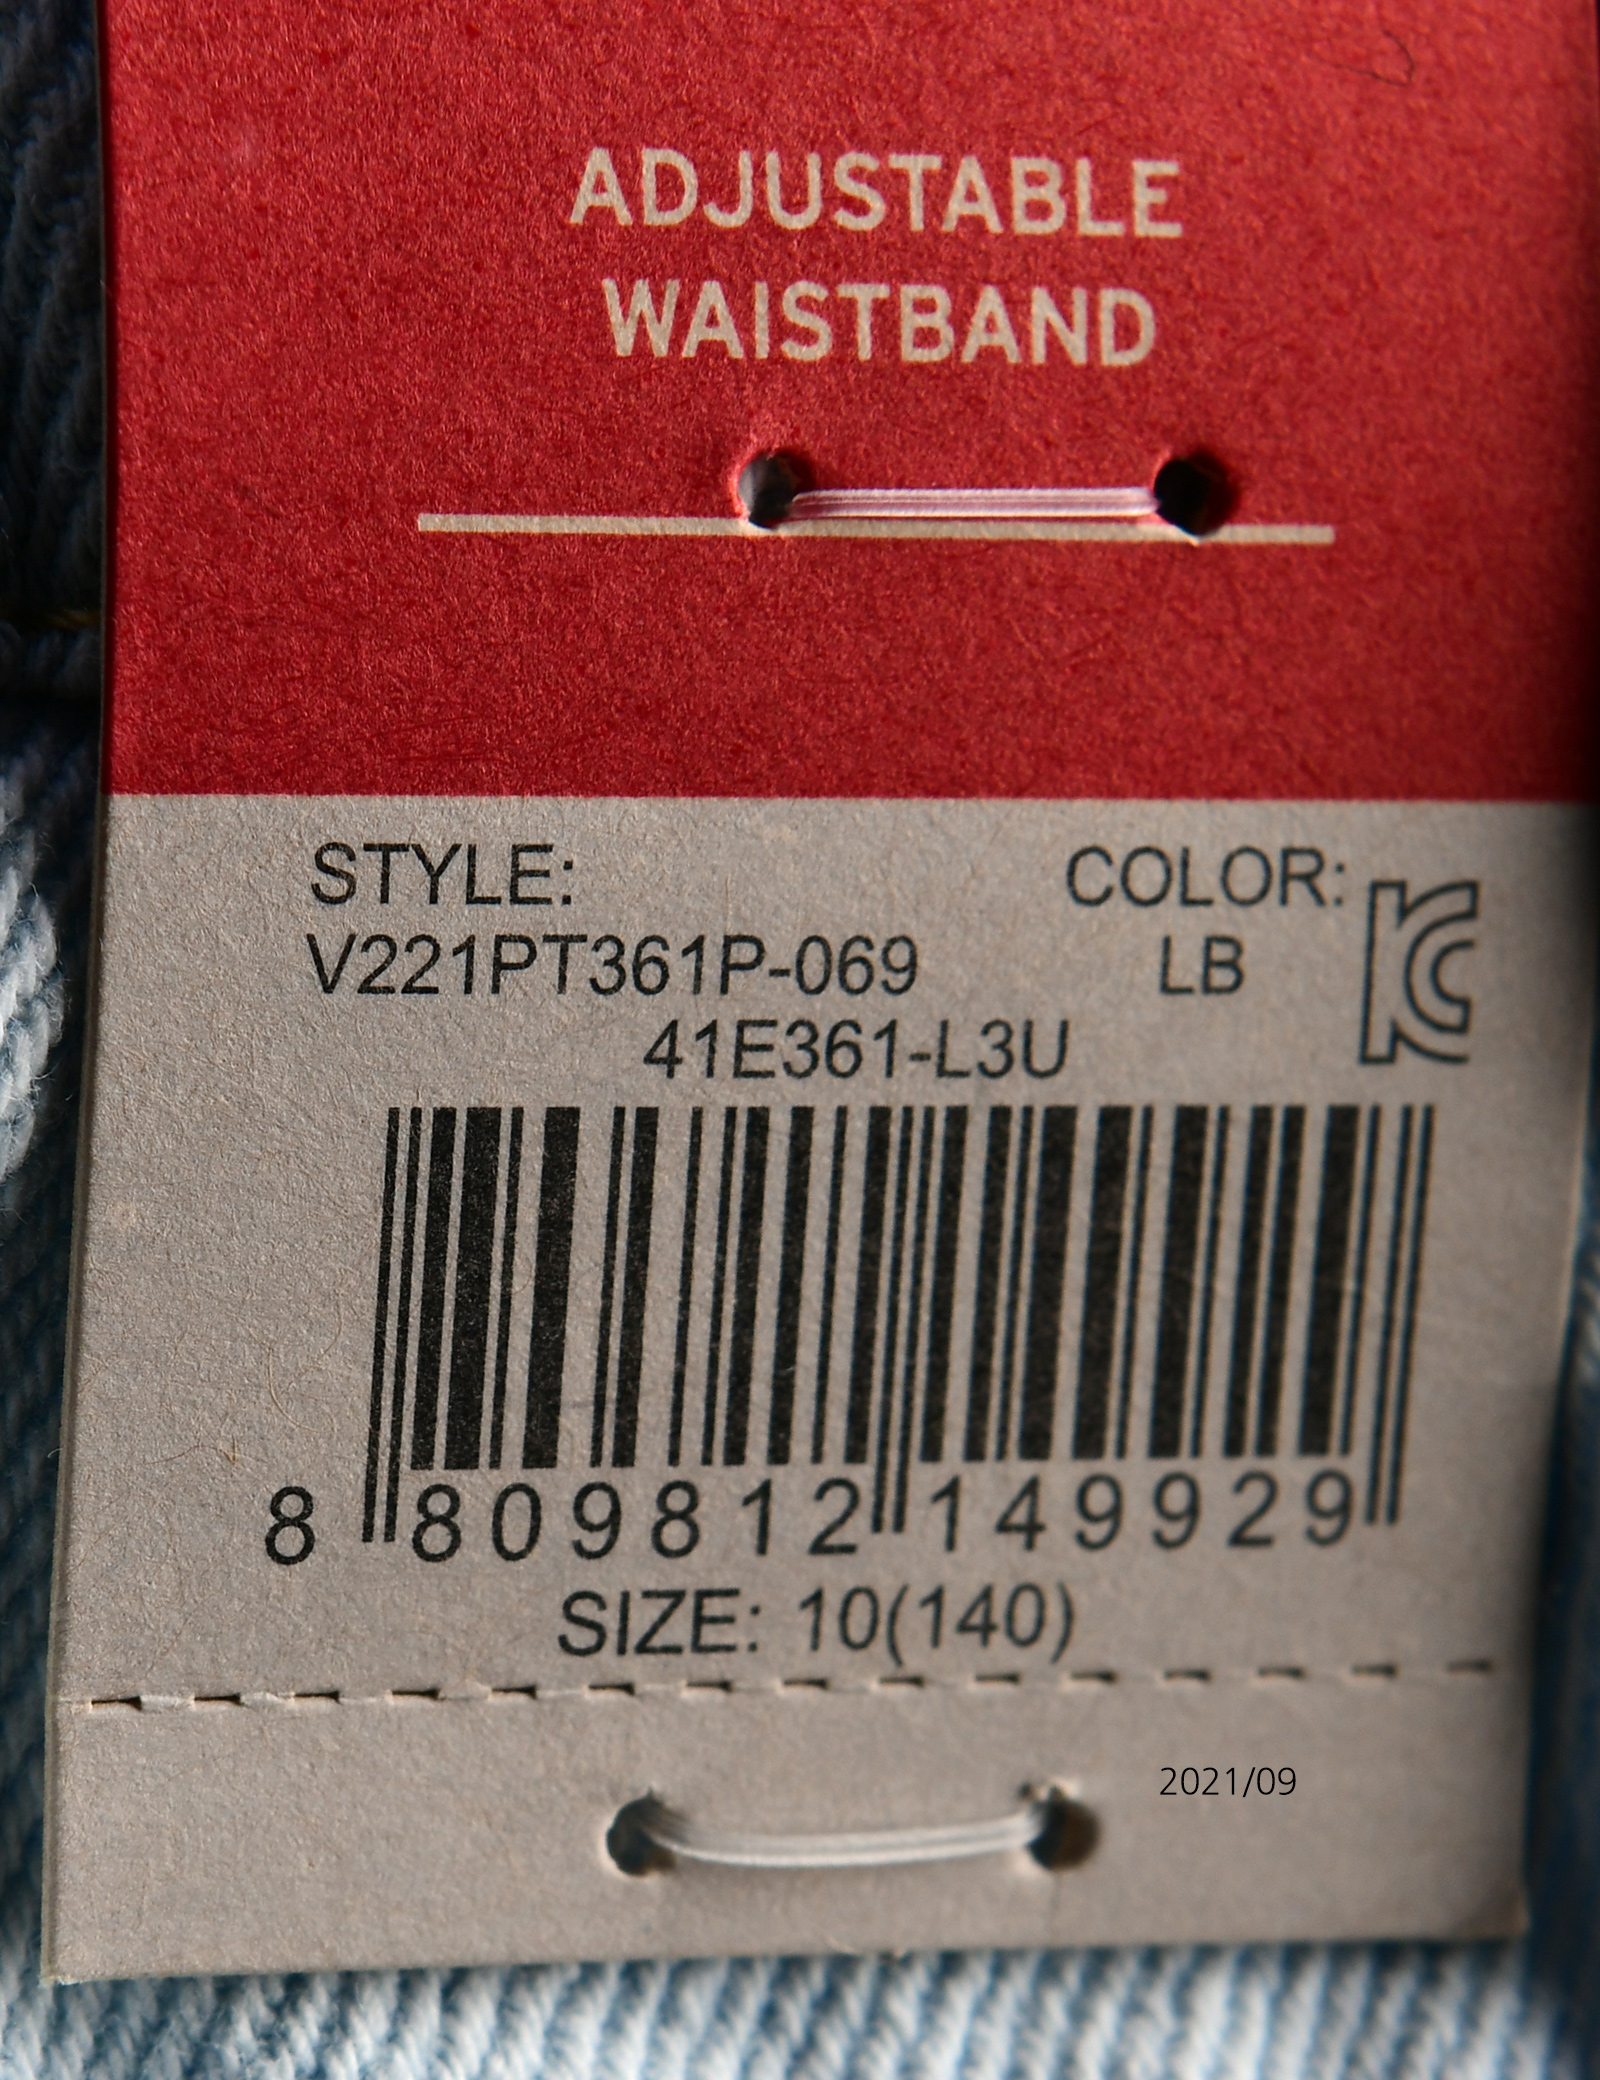 ADJUSTABLE
WAISTBAND
STYLE: COLOR:
V221PT361P-069 LB
41E361-L3U
8 809812 149929
SIZE: 10(140)
2021/09